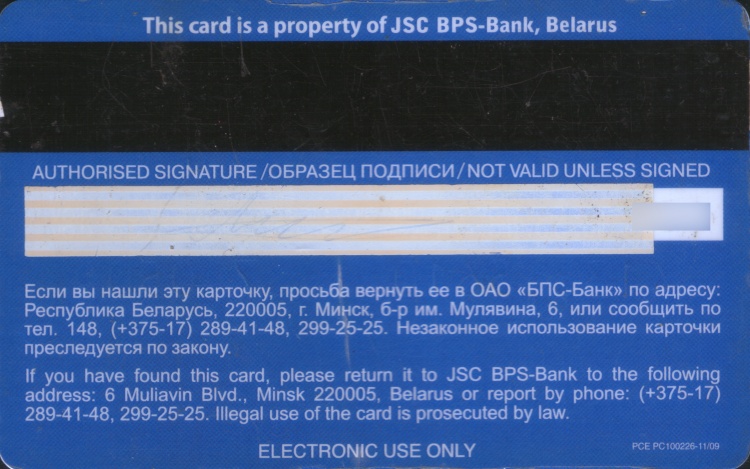 This card is a property of JSC BPS-Bank, Belarus
AUTHORISED SIGNATURE / ОБРАЗЕЦ ПОДПИСИ / NOT VALID UNLESS SIGNED
Если вы нашли эту карточку, просьба вернуть ее в ОАО «БПС-Банк» по адресу:
Республика Беларусь, 220005, г. Минск, б-р им. Мулявина, 6, или сообщить по
тел. 148, (+375-17) 289-41-48, 299-25-25. Незаконное использование карточки
преследуется по закону.
If you have found this card, please return it to JSC BPS-Bank to the following
address: 6 Muliavin Blvd., Minsk 220005, Belarus or report by phone: (+375-17)
289-41-48, 299-25-25. Illegal use of the card is prosecuted by law.
ELECTRONIC USE ONLY
PCE PC100226-11/09